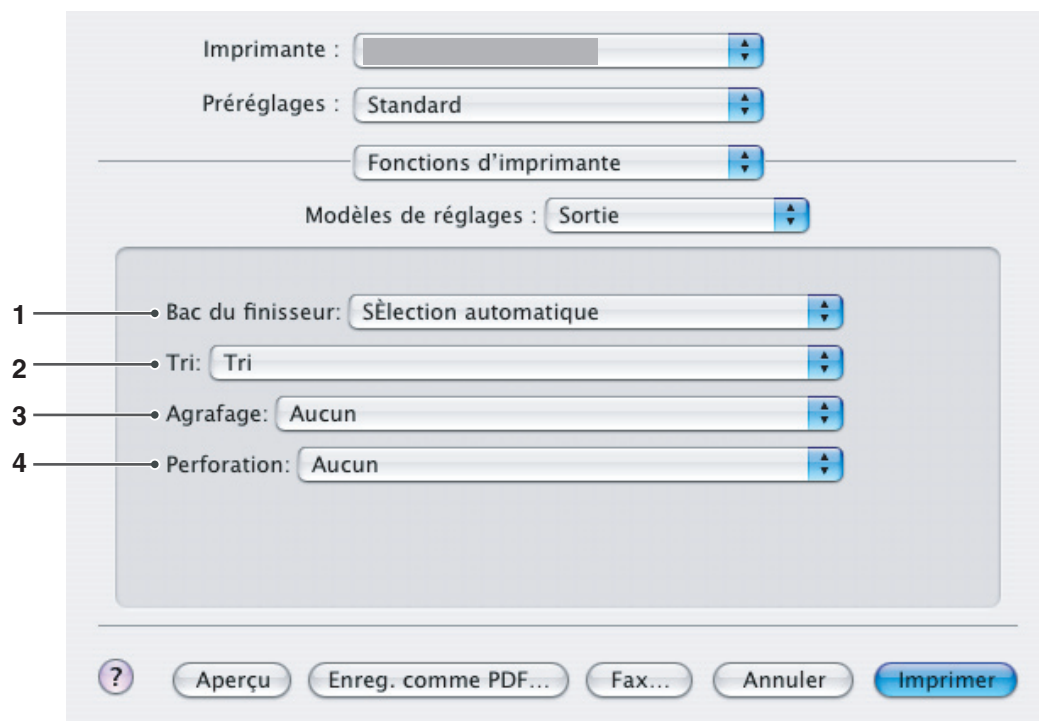 Imprimante :
Préréglages : Standard
Fonctions d'imprimante
Modèles de réglages : Sortie
1 Bac du finisseur: SÈlection automatique
2 Tri: Tri
3 Agrafage: Aucun
4 Perforation: Aucun
? Aperçu Enreg. comme PDF... Fax... Annuler Imprimer